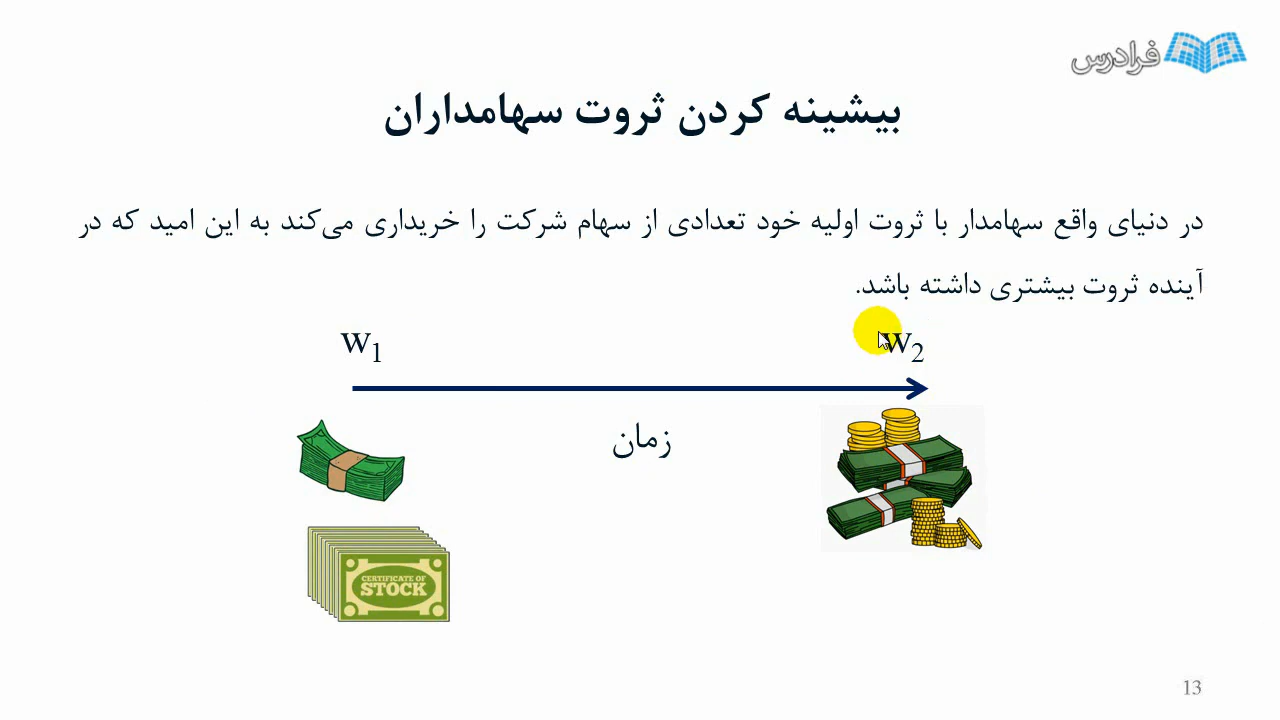 فرادرس
بیشینه کردن ثروت سهامداران
در دنیای واقع سهامدار با ثروت اولیه خود تعدادی از سهام شرکت را خریداری می‌کند به این امید که در
آینده ثروت بیشتری داشته باشد.
w₁
w₂
زمان
CERTIFICATE OF
STOCK
13